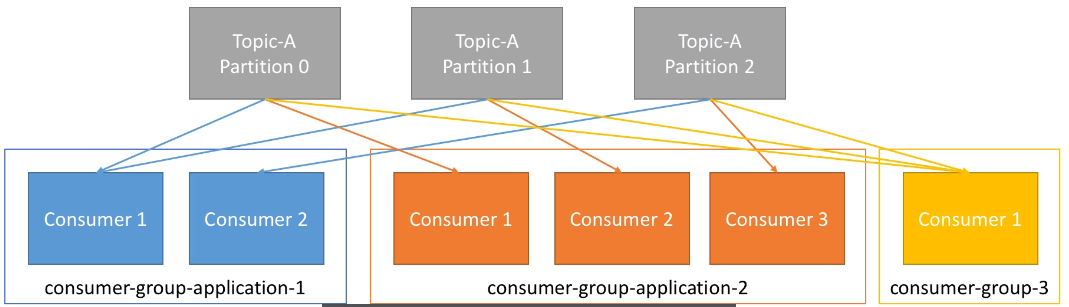 Topic-A
Partition 0
Topic-A
Partition 1
Topic-A
Partition 2
Consumer 1
Consumer 2
Consumer 1
Consumer 2
Consumer 3
Consumer 1
consumer-group-application-1
consumer-group-application-2
consumer-group-3